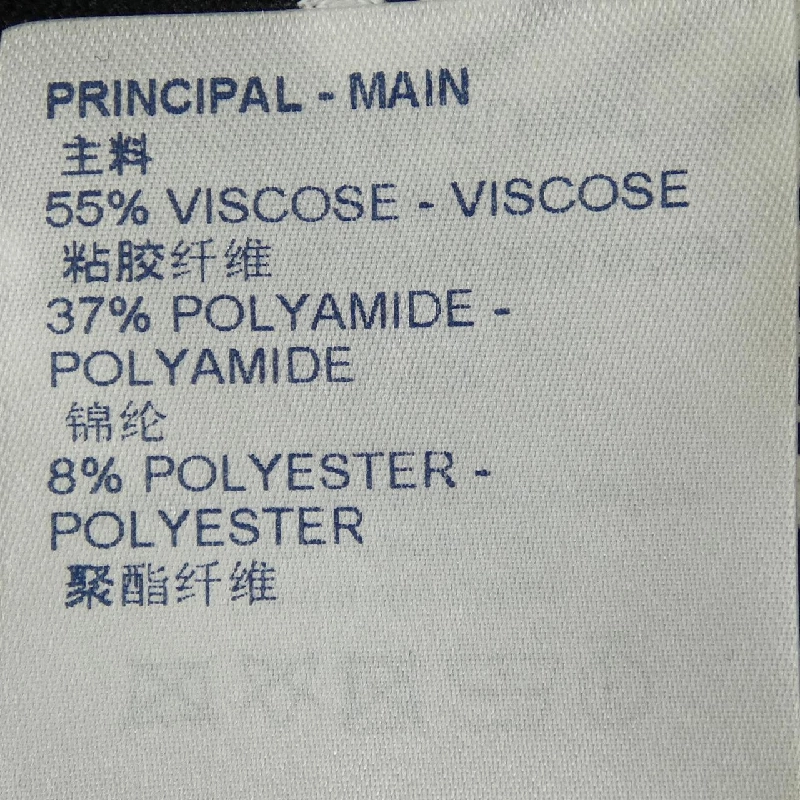 PRINCIPAL - MAIN
主料
55% VISCOSE - VISCOSE
粘胶纤维
37% POLYAMIDE -
POLYAMIDE
锦纶
8% POLYESTER -
POLYESTER
聚酯纤维